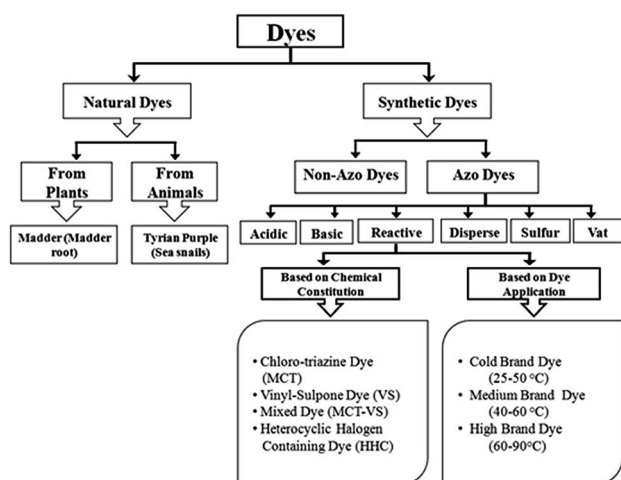 Dyes
Natural Dyes
Synthetic Dyes
From
Plants
From
Animals
Non-Azo Dyes
Azo Dyes
Madder (Madder
root)
Tyrian Purple
(Sea snails)
Acidic
Basic
Reactive
Disperse
Sulfur
Vat
Based on Chemical
Constitution
Based on Dye
Application
• Chloro-triazine Dye
(MCT)
• Vinyl-Sulpone Dye (VS)
• Mixed Dye (MCT-VS)
• Heterocyclic Halogen
Containing Dye (HHC)
• Cold Brand Dye
(25-50 °C)
• Medium Brand Dye
(40-60 °C)
• High Brand Dye
(60-90°C)